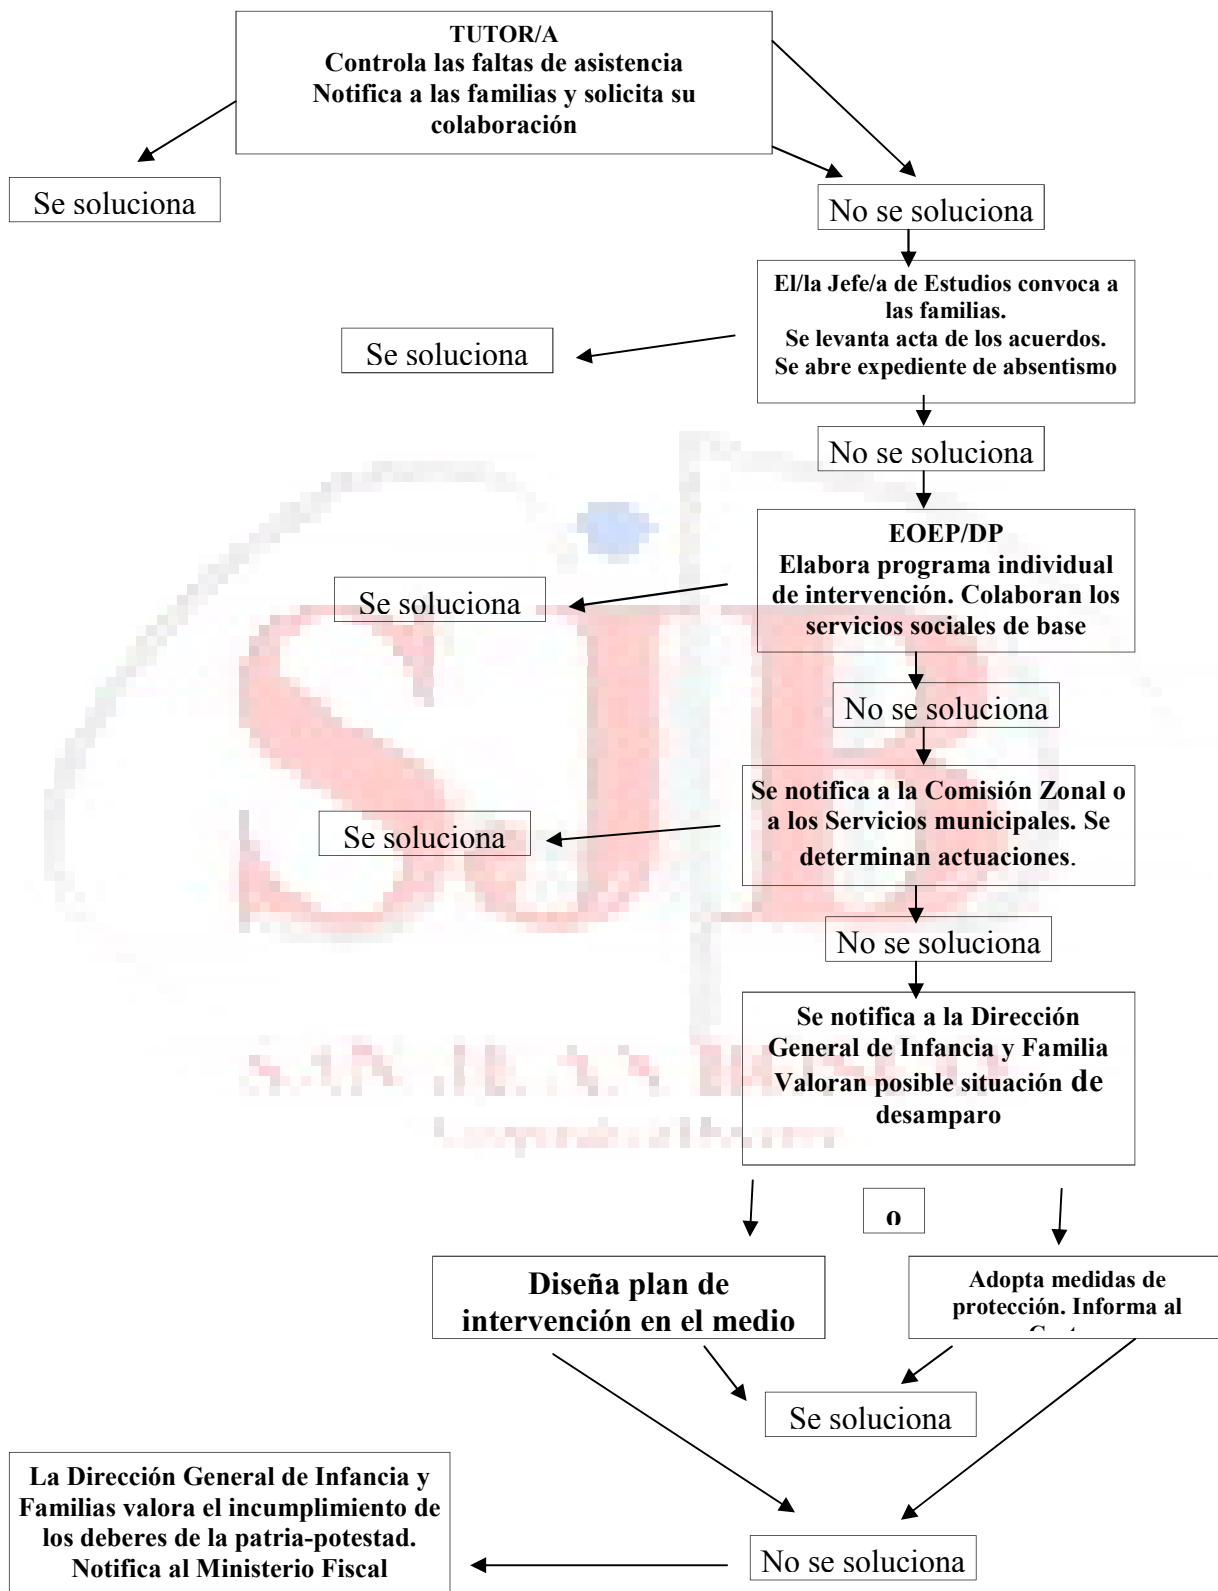 TUTOR/A
Controla las faltas de asistencia
Notifica a las familias y solicita su
colaboración
Se soluciona
No se soluciona
El/la Jefe/a de Estudios convoca a
las familias.
Se levanta acta de los acuerdos.
Se abre expediente de absentismo
Se soluciona
No se soluciona
EOEP/DP
Elabora programa individual
de intervención. Colaboran los
servicios sociales de base
Se soluciona
No se soluciona
Se notifica a la Comisión Zonal o
a los Servicios municipales. Se
determinan actuaciones.
Se soluciona
No se soluciona
Se notifica a la Dirección
General de Infancia y Familia
Valoran posible situación de
desamparo
o
Diseña plan de
intervención en el medio
Adopta medidas de
protección. Informa al
Se soluciona
La Dirección General de Infancia y
Familias valora el incumplimiento de
los deberes de la patria-potestad.
Notifica al Ministerio Fiscal
No se soluciona
SJB